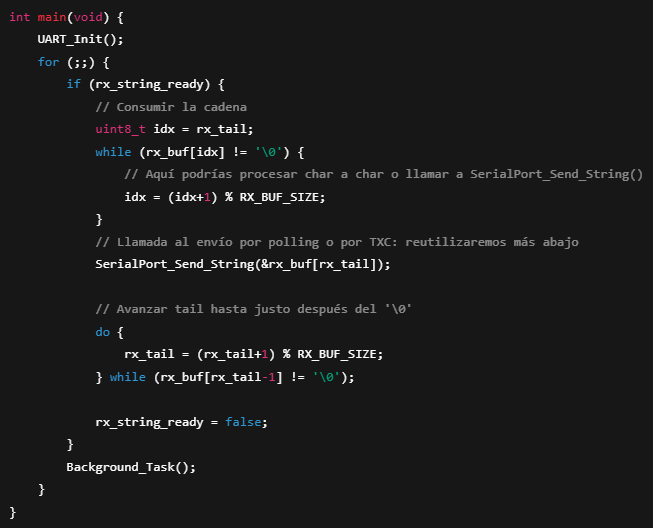 int main(void) {
    UART_Init();
    for (;;) {
        if (rx_string_ready) {
            // Consumir la cadena
            uint8_t idx = rx_tail;
            while (rx_buf[idx] != '\0') {
                // Aquí podrías procesar char a char o llamar a SerialPort_Send_String()
                idx = (idx+1) % RX_BUF_SIZE;
            }
            // Llamada al envío por polling o por TXC: reutilizaremos más abajo
            SerialPort_Send_String(&rx_buf[rx_tail]);

            // Avanzar tail hasta justo después del '\0'
            do {
                rx_tail = (rx_tail+1) % RX_BUF_SIZE;
            } while (rx_buf[rx_tail-1] != '\0');

            rx_string_ready = false;
        }
        Background_Task();
    }
}